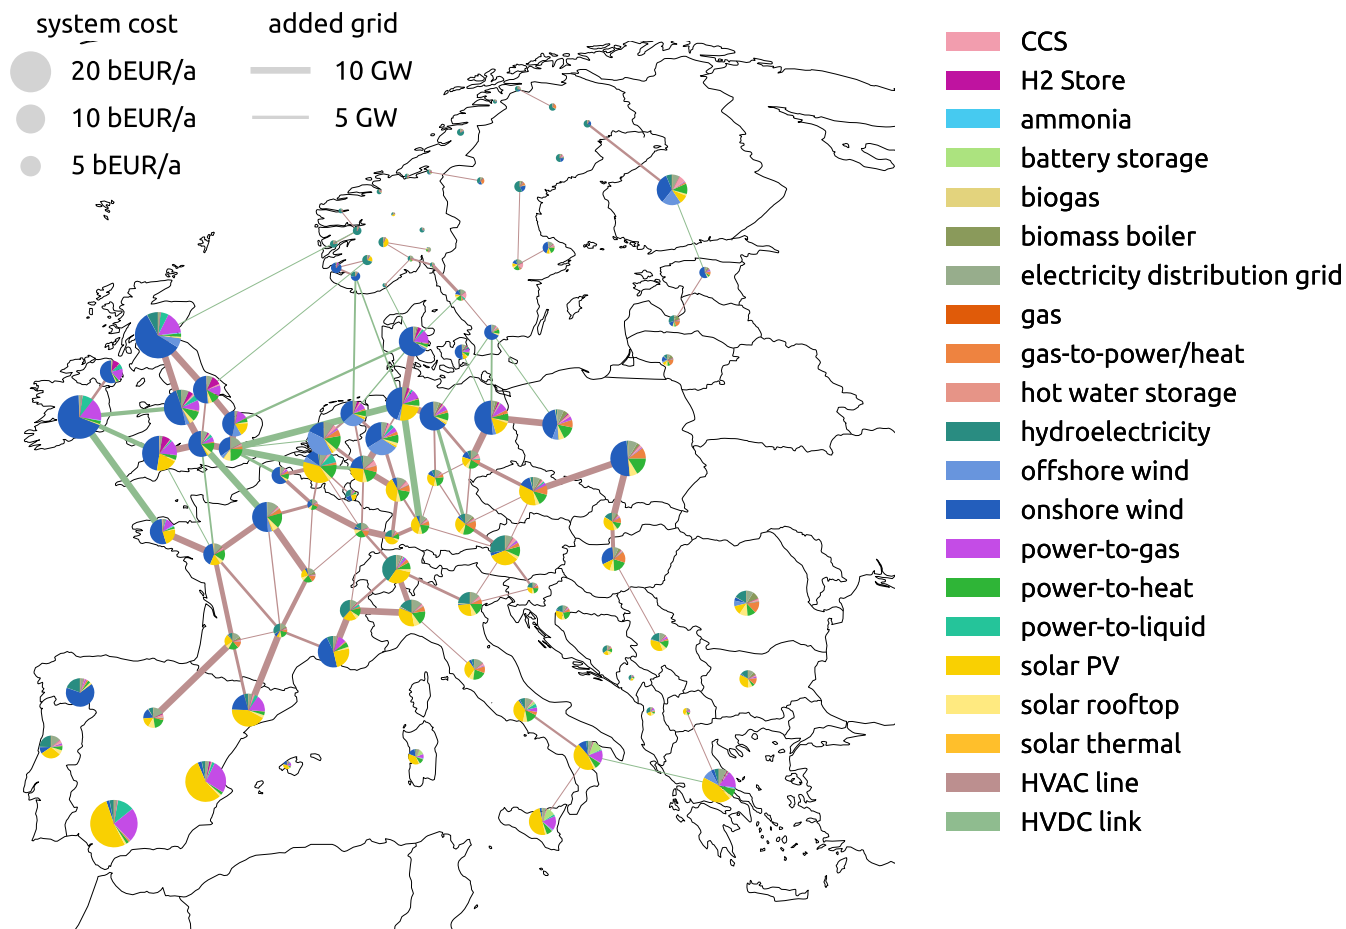 system cost
20 bEUR/a
10 bEUR/a
5 bEUR/a
added grid
10 GW
5 GW
CCS
H2 Store
ammonia
battery storage
biogas
biomass boiler
electricity distribution grid
gas
gas-to-power/heat
hot water storage
hydroelectricity
offshore wind
onshore wind
power-to-gas
power-to-heat
power-to-liquid
solar PV
solar rooftop
solar thermal
HVAC line
HVDC link